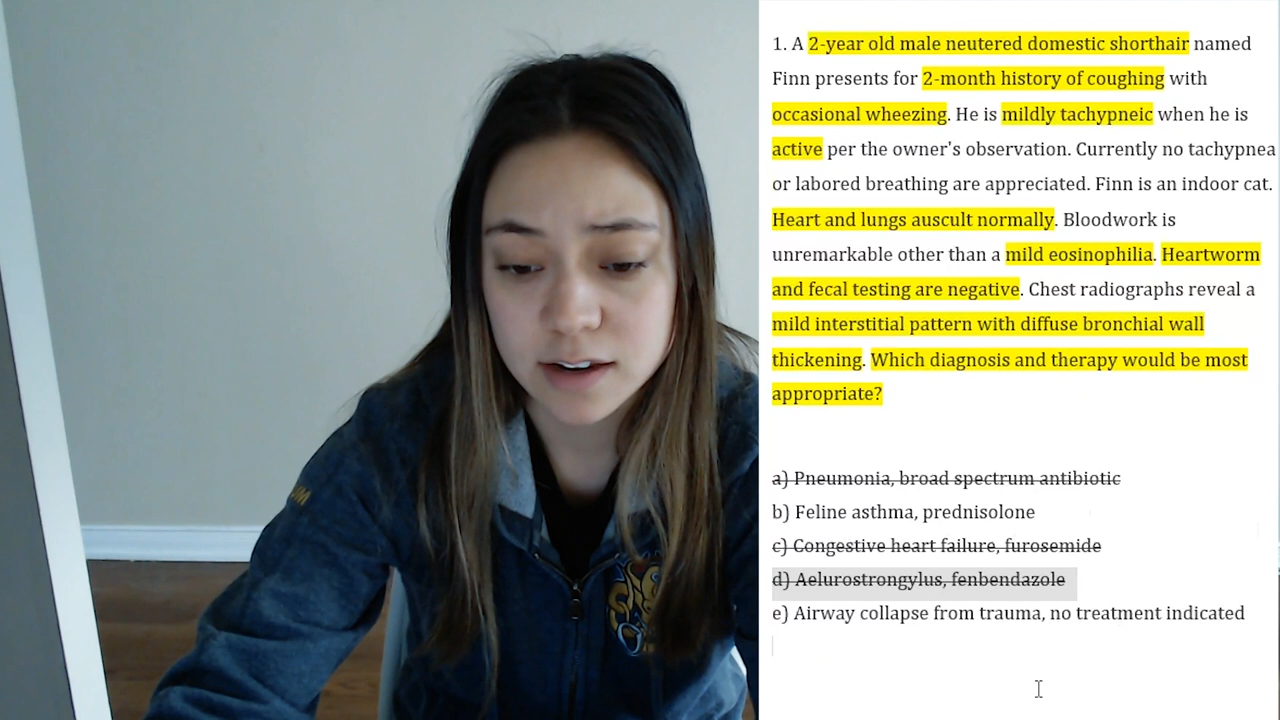 1. A 2-year old male neutered domestic shorthair named
Finn presents for 2-month history of coughing with
occasional wheezing. He is mildly tachypneic when he is
active per the owner's observation. Currently no tachypnea
or labored breathing are appreciated. Finn is an indoor cat.
Heart and lungs auscult normally. Bloodwork is
unremarkable other than a mild eosinophilia. Heartworm
and fecal testing are negative. Chest radiographs reveal a
mild interstitial pattern with diffuse bronchial wall
thickening. Which diagnosis and therapy would be most
appropriate?
a) Pneumonia, broad spectrum antibiotic
b) Feline asthma, prednisolone
c) Congestive heart failure, furosemide
d) Aelurostrongylus, fenbendazole
e) Airway collapse from trauma, no treatment indicated